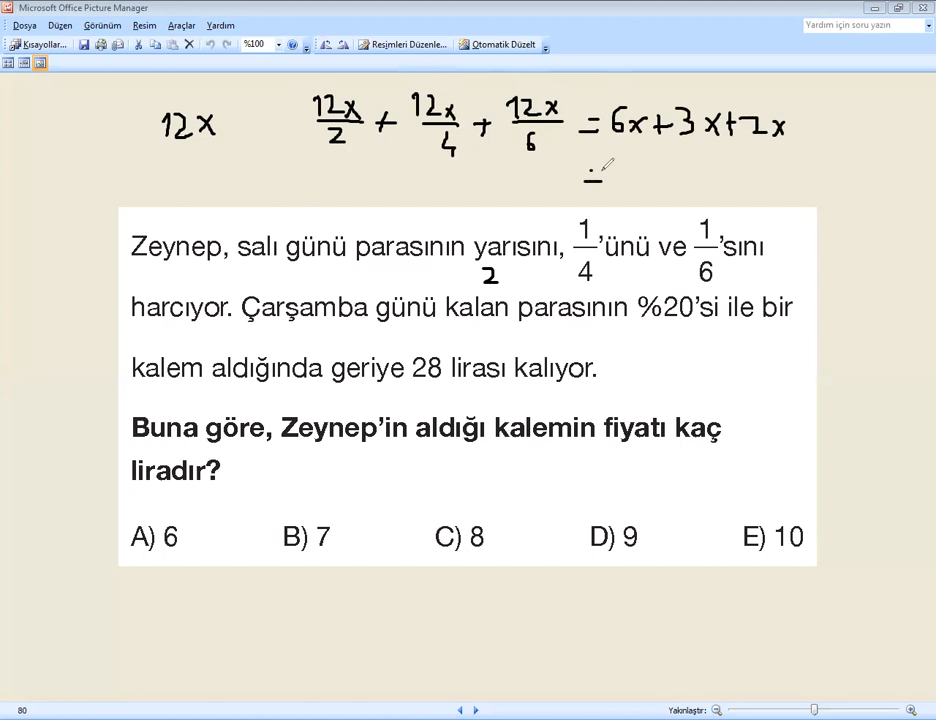 Microsoft Office Picture Manager
Dosya Düzen Görünüm Resim Araçlar Yardım
Yardım için soru yazın
Kısayollar... %100 Resimleri Düzenle... Otomatik Düzelt
12x 12x/2 + 12x/4 + 12x/6 = 6x+3x+2x
=
Zeynep, salı günü parasının yarısını, 1/4'ünü ve 1/6'sını
2
harcıyor. Çarşamba günü kalan parasının %20'si ile bir
kalem aldığında geriye 28 lirası kalıyor.
Buna göre, Zeynep'in aldığı kalemin fiyatı kaç
liradır?
A) 6 B) 7 C) 8 D) 9 E) 10
80 Yakınlaştır: